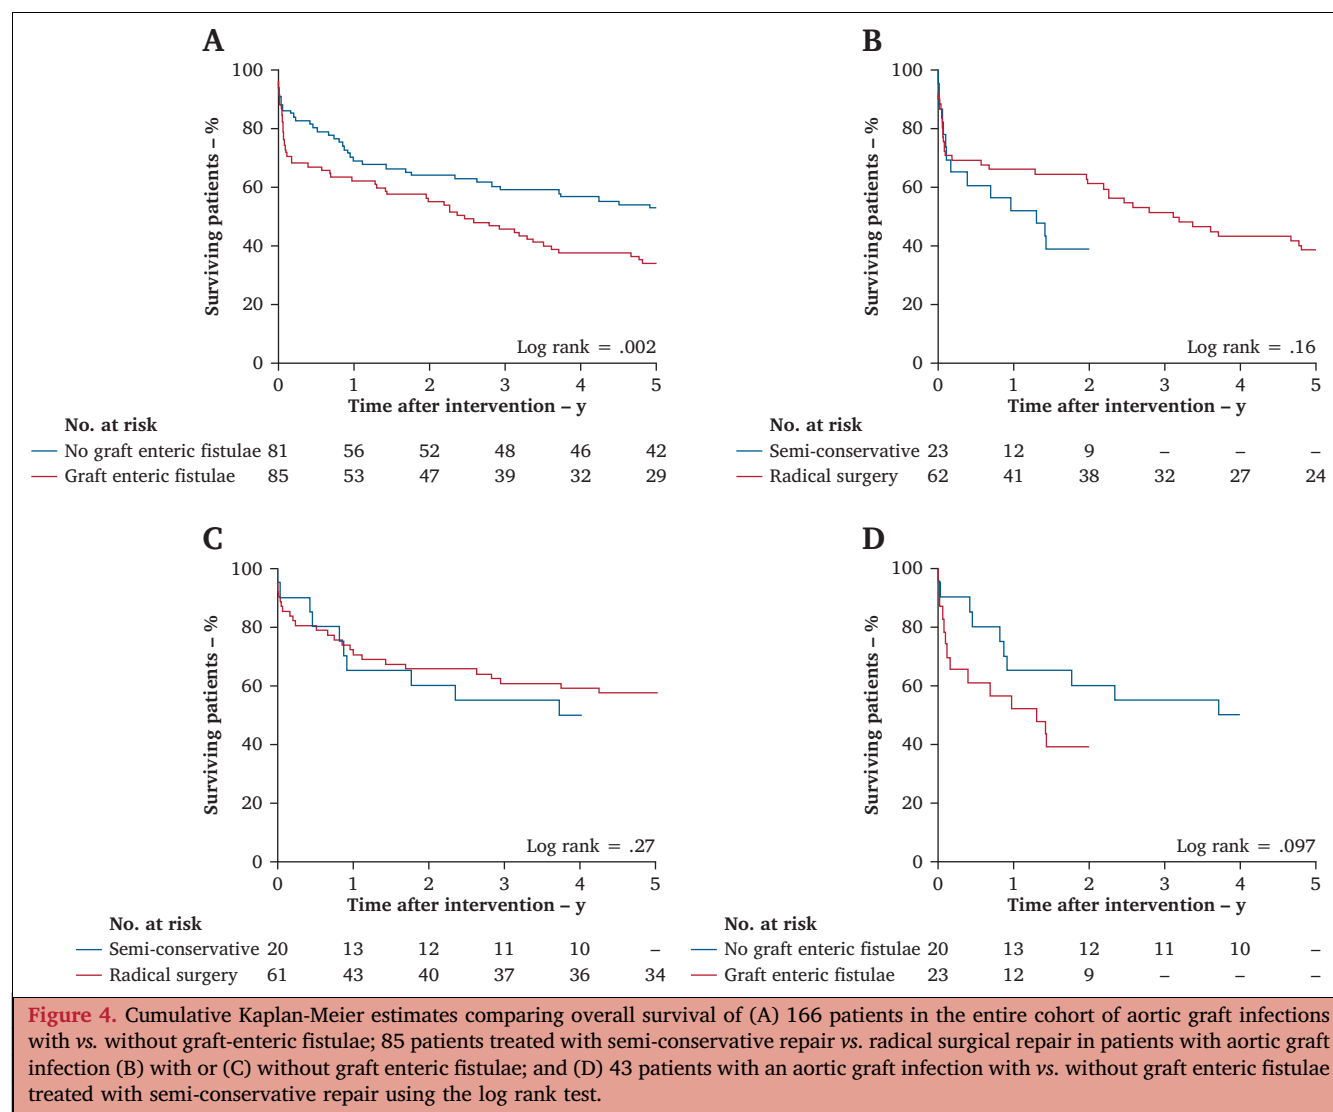 A
100
80
60
40
20
0
Surviving patients – %
Log rank = .002
0 1 2 3 4 5
Time after intervention – y
No. at risk
No graft enteric fistulae 81 56 52 48 46 42
Graft enteric fistulae 85 53 47 39 32 29
B
100
80
60
40
20
0
Surviving patients – %
Log rank = .16
0 1 2 3 4 5
Time after intervention – y
No. at risk
Semi-conservative 23 12 9 – – –
Radical surgery 62 41 38 32 27 24
C
100
80
60
40
20
0
Surviving patients – %
Log rank = .27
0 1 2 3 4 5
Time after intervention – y
No. at risk
Semi-conservative 20 13 12 11 10 –
Radical surgery 61 43 40 37 36 34
D
100
80
60
40
20
0
Surviving patients – %
Log rank = .097
0 1 2 3 4 5
Time after intervention – y
No. at risk
No graft enteric fistulae 20 13 12 11 10 –
Graft enteric fistulae 23 12 9 – – –
Figure 4. Cumulative Kaplan-Meier estimates comparing overall survival of (A) 166 patients in the entire cohort of aortic graft infections
with vs. without graft-enteric fistulae; 85 patients treated with semi-conservative repair vs. radical surgical repair in patients with aortic graft
infection (B) with or (C) without graft enteric fistulae; and (D) 43 patients with an aortic graft infection with vs. without graft enteric fistulae
treated with semi-conservative repair using the log rank test.